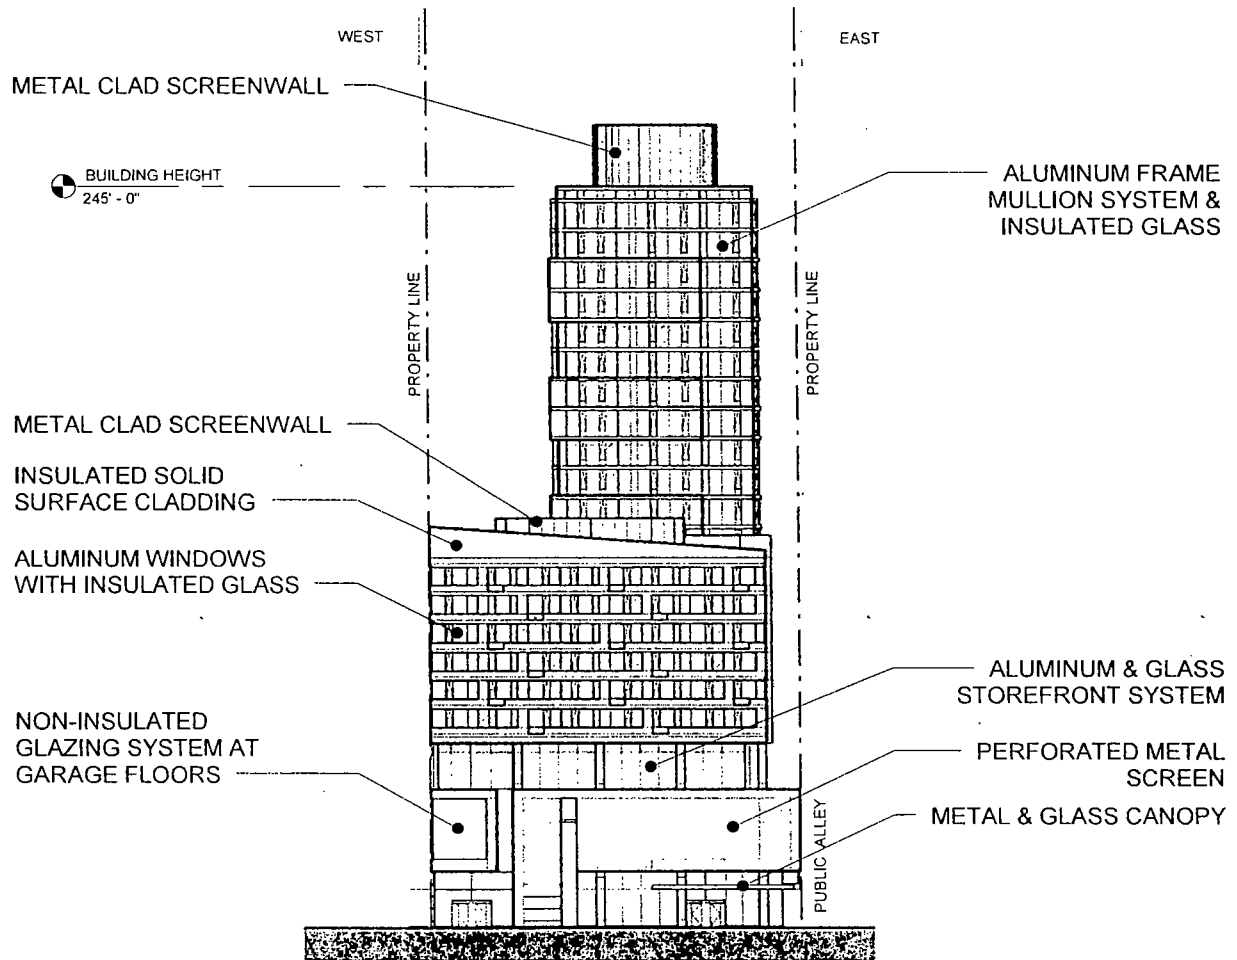 WEST
EAST
METAL CLAD SCREENWALL
BUILDING HEIGHT
245' - 0"
ALUMINUM FRAME
MULLION SYSTEM &
INSULATED GLASS
PROPERTY LINE
PROPERTY LINE
METAL CLAD SCREENWALL
INSULATED SOLID
SURFACE CLADDING
ALUMINUM WINDOWS
WITH INSULATED GLASS
ALUMINUM & GLASS
STOREFRONT SYSTEM
NON-INSULATED
GLAZING SYSTEM AT
GARAGE FLOORS
PERFORATED METAL
SCREEN
METAL & GLASS CANOPY
PUBLIC ALLEY